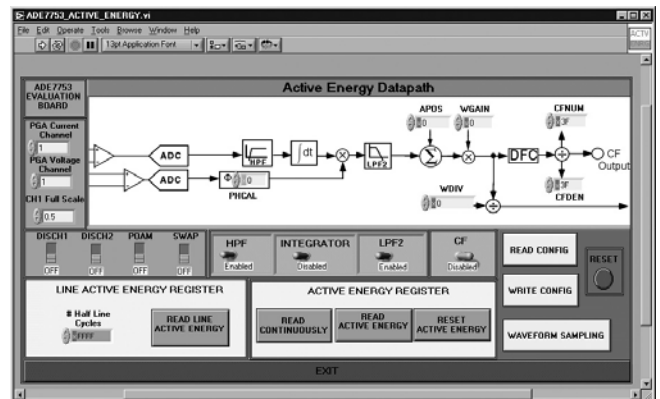 ADE7753_ACTIVE_ENERGY.vi
File Edit Operate Tools Browse Window Help
13pt Application Font
ACTV
ADE7753
EVALUATION
BOARD
Active Energy Datapath
PGA Current
Channel
1
PGA Voltage
Channel
1
CH1 Full Scale
0.5
APOS
0
WGAIN
0
CFNUM
3F
ADC
HPF
∫dt
LPF2
Σ
DFC
CF
Output
ADC
Φ 0
PHCAL
WDIV
0
3F
CFDEN
DISCH1 DISCH2 POAM SWAP
OFF OFF OFF OFF
HPF
Enabled
INTEGRATOR
Disabled
LPF2
Enabled
CF
Disabled
READ CONFIG
WRITE CONFIG
WAVEFORM SAMPLING
RESET
LINE ACTIVE ENERGY REGISTER
# Half Line
Cycles
FFFF
READ LINE
ACTIVE ENERGY
ACTIVE ENERGY REGISTER
READ
CONTINUOUSLY
READ
ACTIVE ENERGY
RESET
ACTIVE ENERGY
EXIT